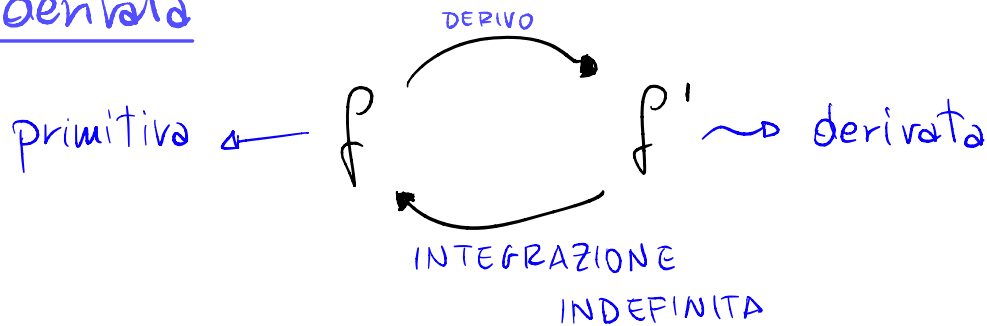 derivata
DERIVO
primitiva f f' derivata
INTEGRAZIONE
INDEFINITA